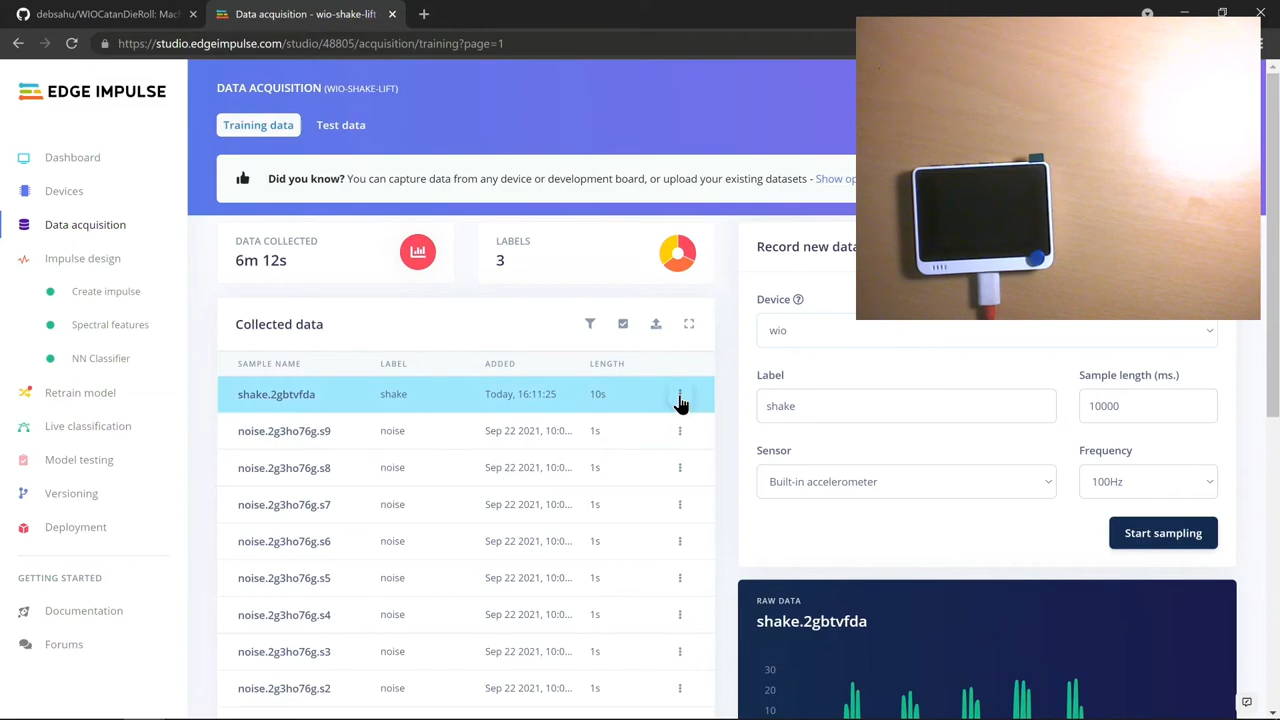 debsahu/WIOCatanDieRoll: Mac
Data acquisition - wio-shake-lift
https://studio.edgeimpulse.com/studio/48805/acquisition/training?page=1
EDGE IMPULSE
Dashboard
Devices
Data acquisition
Impulse design
Create impulse
Spectral features
NN Classifier
Retrain model
Live classification
Model testing
Versioning
Deployment
GETTING STARTED
Documentation
Forums
DATA ACQUISITION (WIO-SHAKE-LIFT)
Training data Test data
Did you know? You can capture data from any device or development board, or upload your existing datasets - Show op
DATA COLLECTED
6m 12s
LABELS
3
Collected data
SAMPLE NAME LABEL ADDED LENGTH
shake.2gbtvfda shake Today, 16:11:25 10s
noise.2g3ho76g.s9 noise Sep 22 2021, 10:0... 1s
noise.2g3ho76g.s8 noise Sep 22 2021, 10:0... 1s
noise.2g3ho76g.s7 noise Sep 22 2021, 10:0... 1s
noise.2g3ho76g.s6 noise Sep 22 2021, 10:0... 1s
noise.2g3ho76g.s5 noise Sep 22 2021, 10:0... 1s
noise.2g3ho76g.s4 noise Sep 22 2021, 10:0... 1s
noise.2g3ho76g.s3 noise Sep 22 2021, 10:0... 1s
noise.2g3ho76g.s2 noise Sep 22 2021, 10:0... 1s
Record new data
Device
wio
Label Sample length (ms.)
shake 10000
Sensor Frequency
Built-in accelerometer 100Hz
Start sampling
RAW DATA
shake.2gbtvfda
30
20
10